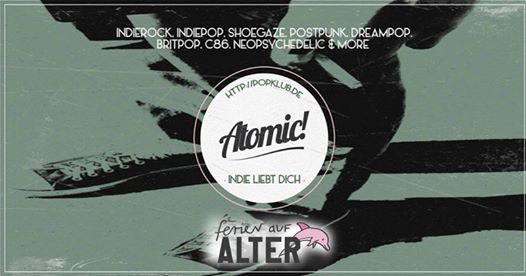 INDIEROCK, INDIEPOP, SHOEGAZE, POSTPUNK, DREAMPOP,
BRITPOP, C86, NEOPSYCHEDELIC & MORE
HTTP://POPKLUB.DE
Atomic!
· INDIE LIEBT DICH ·
ferien auf
ALTER